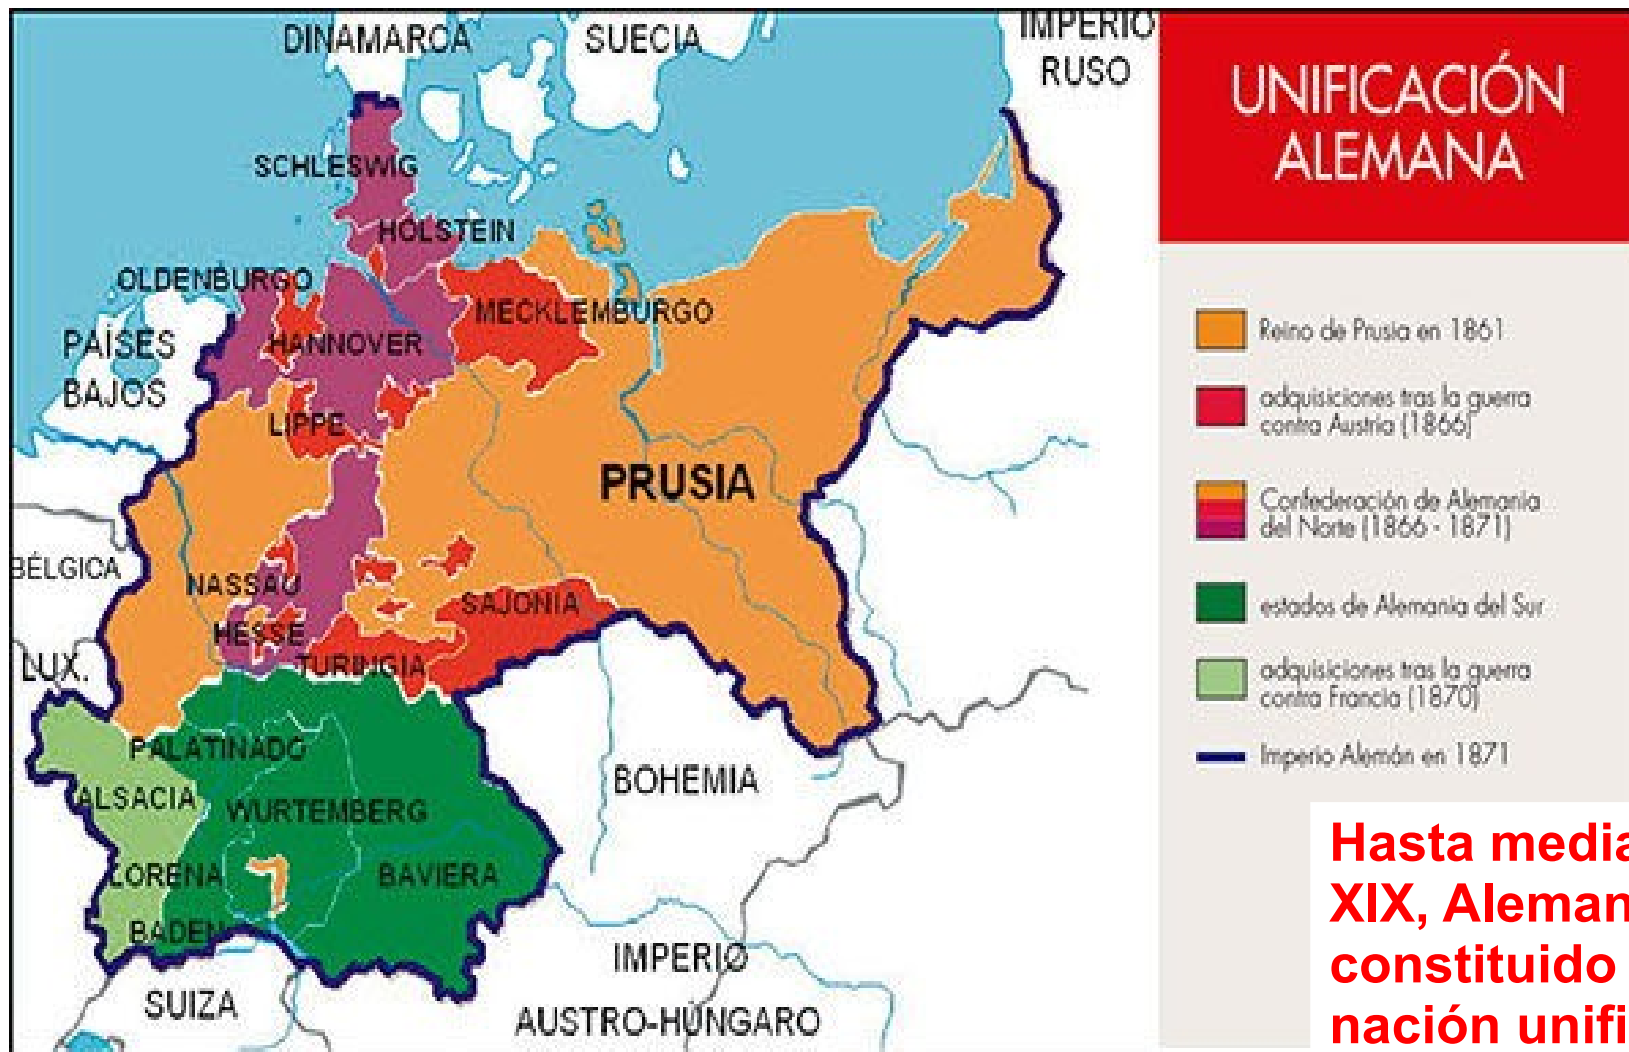 DINAMARCA
SUECIA
IMPERIO
RUSO
SCHLESWIG
HOLSTEIN
OLDENBURGO
MECKLEMBURGO
PAÍSES
BAJOS
HANNOVER
LIPPE
PRUSIA
BÉLGICA
NASSAU
SAJONIA
HESSE
TURINGIA
LUX.
PALATINADO
ALSACIA
WURTEMBERG
BOHEMIA
LORENA
BAVIERA
BADEN
IMPERIO
AUSTRO-HÚNGARO
SUIZA
UNIFICACIÓN
ALEMANA
Reino de Prusia en 1861
adquisiciones tras la guerra
contra Austria (1866)
Confederación de Alemania
del Norte (1866 - 1871)
estados de Alemania del Sur
adquisiciones tras la guerra
contra Francia (1870)
Imperio Alemán en 1871
Hasta media
XIX, Aleman
constituido
nación unifi